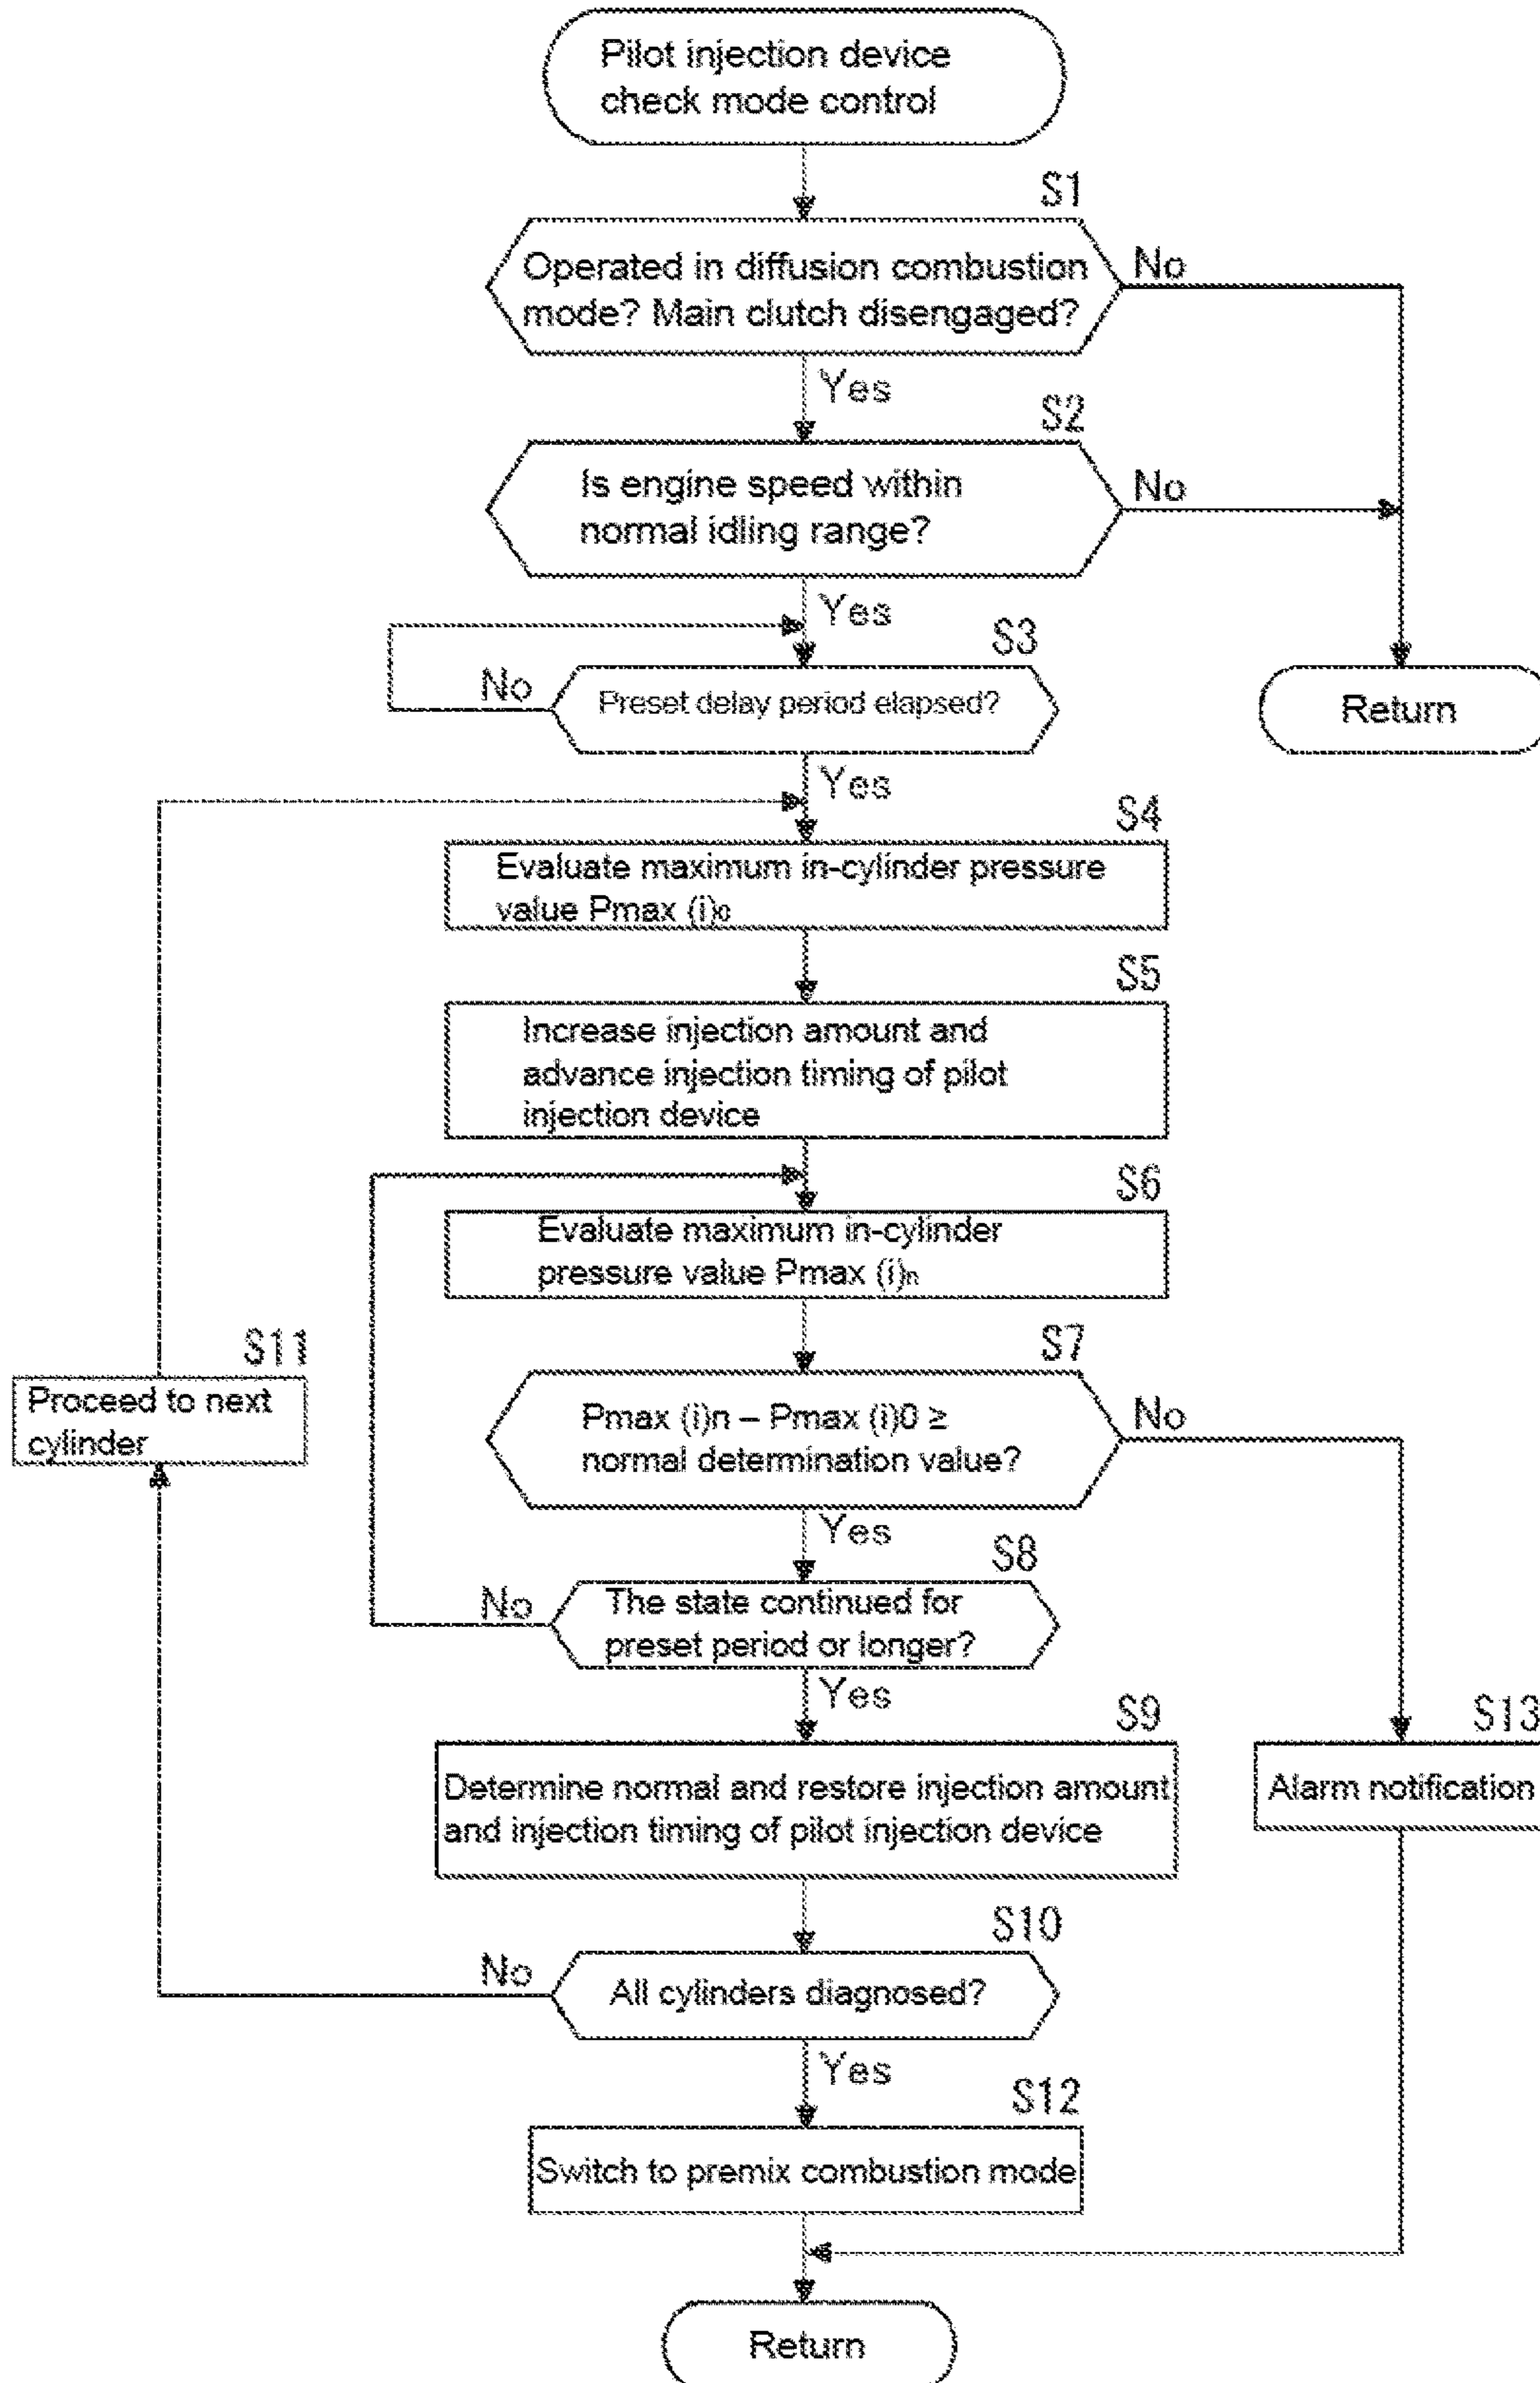 Pilot injection device
check mode control
S1
Operated in diffusion combustion
mode? Main clutch disengaged?
No
Yes
S2
Is engine speed within
normal idling range?
No
Yes
S3
No
Preset delay period elapsed?
Return
Yes
S4
Evaluate maximum in-cylinder pressure
value Pmax (i)0
S5
Increase injection amount and
advance injection timing of pilot
injection device
S6
Evaluate maximum in-cylinder
pressure value Pmax (i)n
S11
Proceed to next
cylinder
S7
Pmax (i)n – Pmax (i)0 ≥
normal determination value?
No
Yes
S8
No
The state continued for
preset period or longer?
Yes
S9
Determine normal and restore injection amount
and injection timing of pilot injection device
S13
Alarm notification
S10
No
All cylinders diagnosed?
Yes
S12
Switch to premix combustion mode
Return